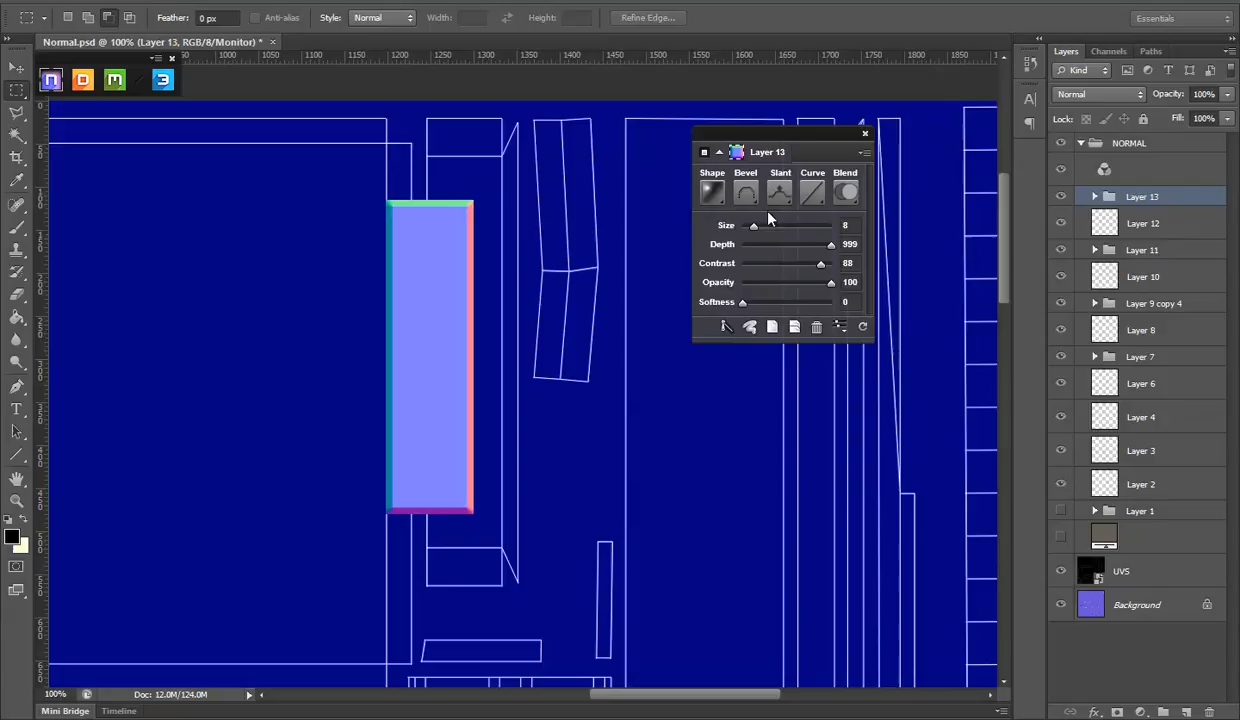 Feather: 0 px Anti-alias Style: Normal Width: Height: Refine Edge... Essentials
Normal.psd @ 100% (Layer 13, RGB/8/Monitor) * ×
1000 1050 1100 1150 1200 1250 1300 1350 1400 1450 1500 1550 1600 1650 1700 1750 1800 1850
n D m 3
Layers Channels Paths
Kind
Normal Opacity: 100%
Lock: Fill: 100%
NORMAL
Layer 13
Layer 12
Layer 11
Layer 10
Layer 9 copy 4
Layer 8
Layer 7
Layer 6
Layer 4
Layer 3
Layer 2
Layer 1
UVS
Background
Layer 13
Shape Bevel Slant Curve Blend
Size 8
Depth 999
Contrast 88
Opacity 100
Softness 0
100% Doc: 12.0M/124.0M
Mini Bridge Timeline